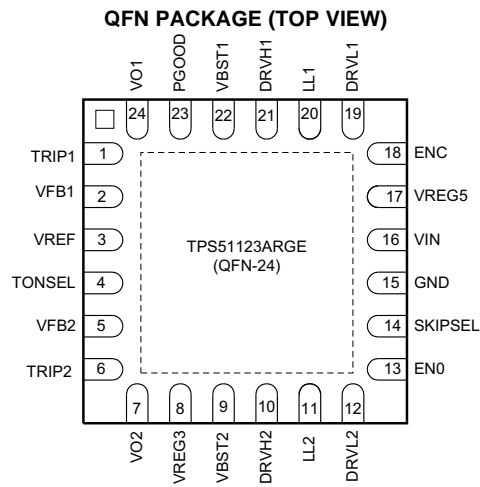 QFN PACKAGE (TOP VIEW)
VO1
PGOOD
VBST1
DRVH1
LL1
DRVL1
24
23
22
21
20
19
TRIP1
1
VFB1
2
VREF
3
TONSEL
4
VFB2
5
TRIP2
6
TPS51123ARGE
(QFN-24)
18
ENC
17
VREG5
16
VIN
15
GND
14
SKIPSEL
13
EN0
7
8
9
10
11
12
VO2
VREG3
VBST2
DRVH2
LL2
DRVL2